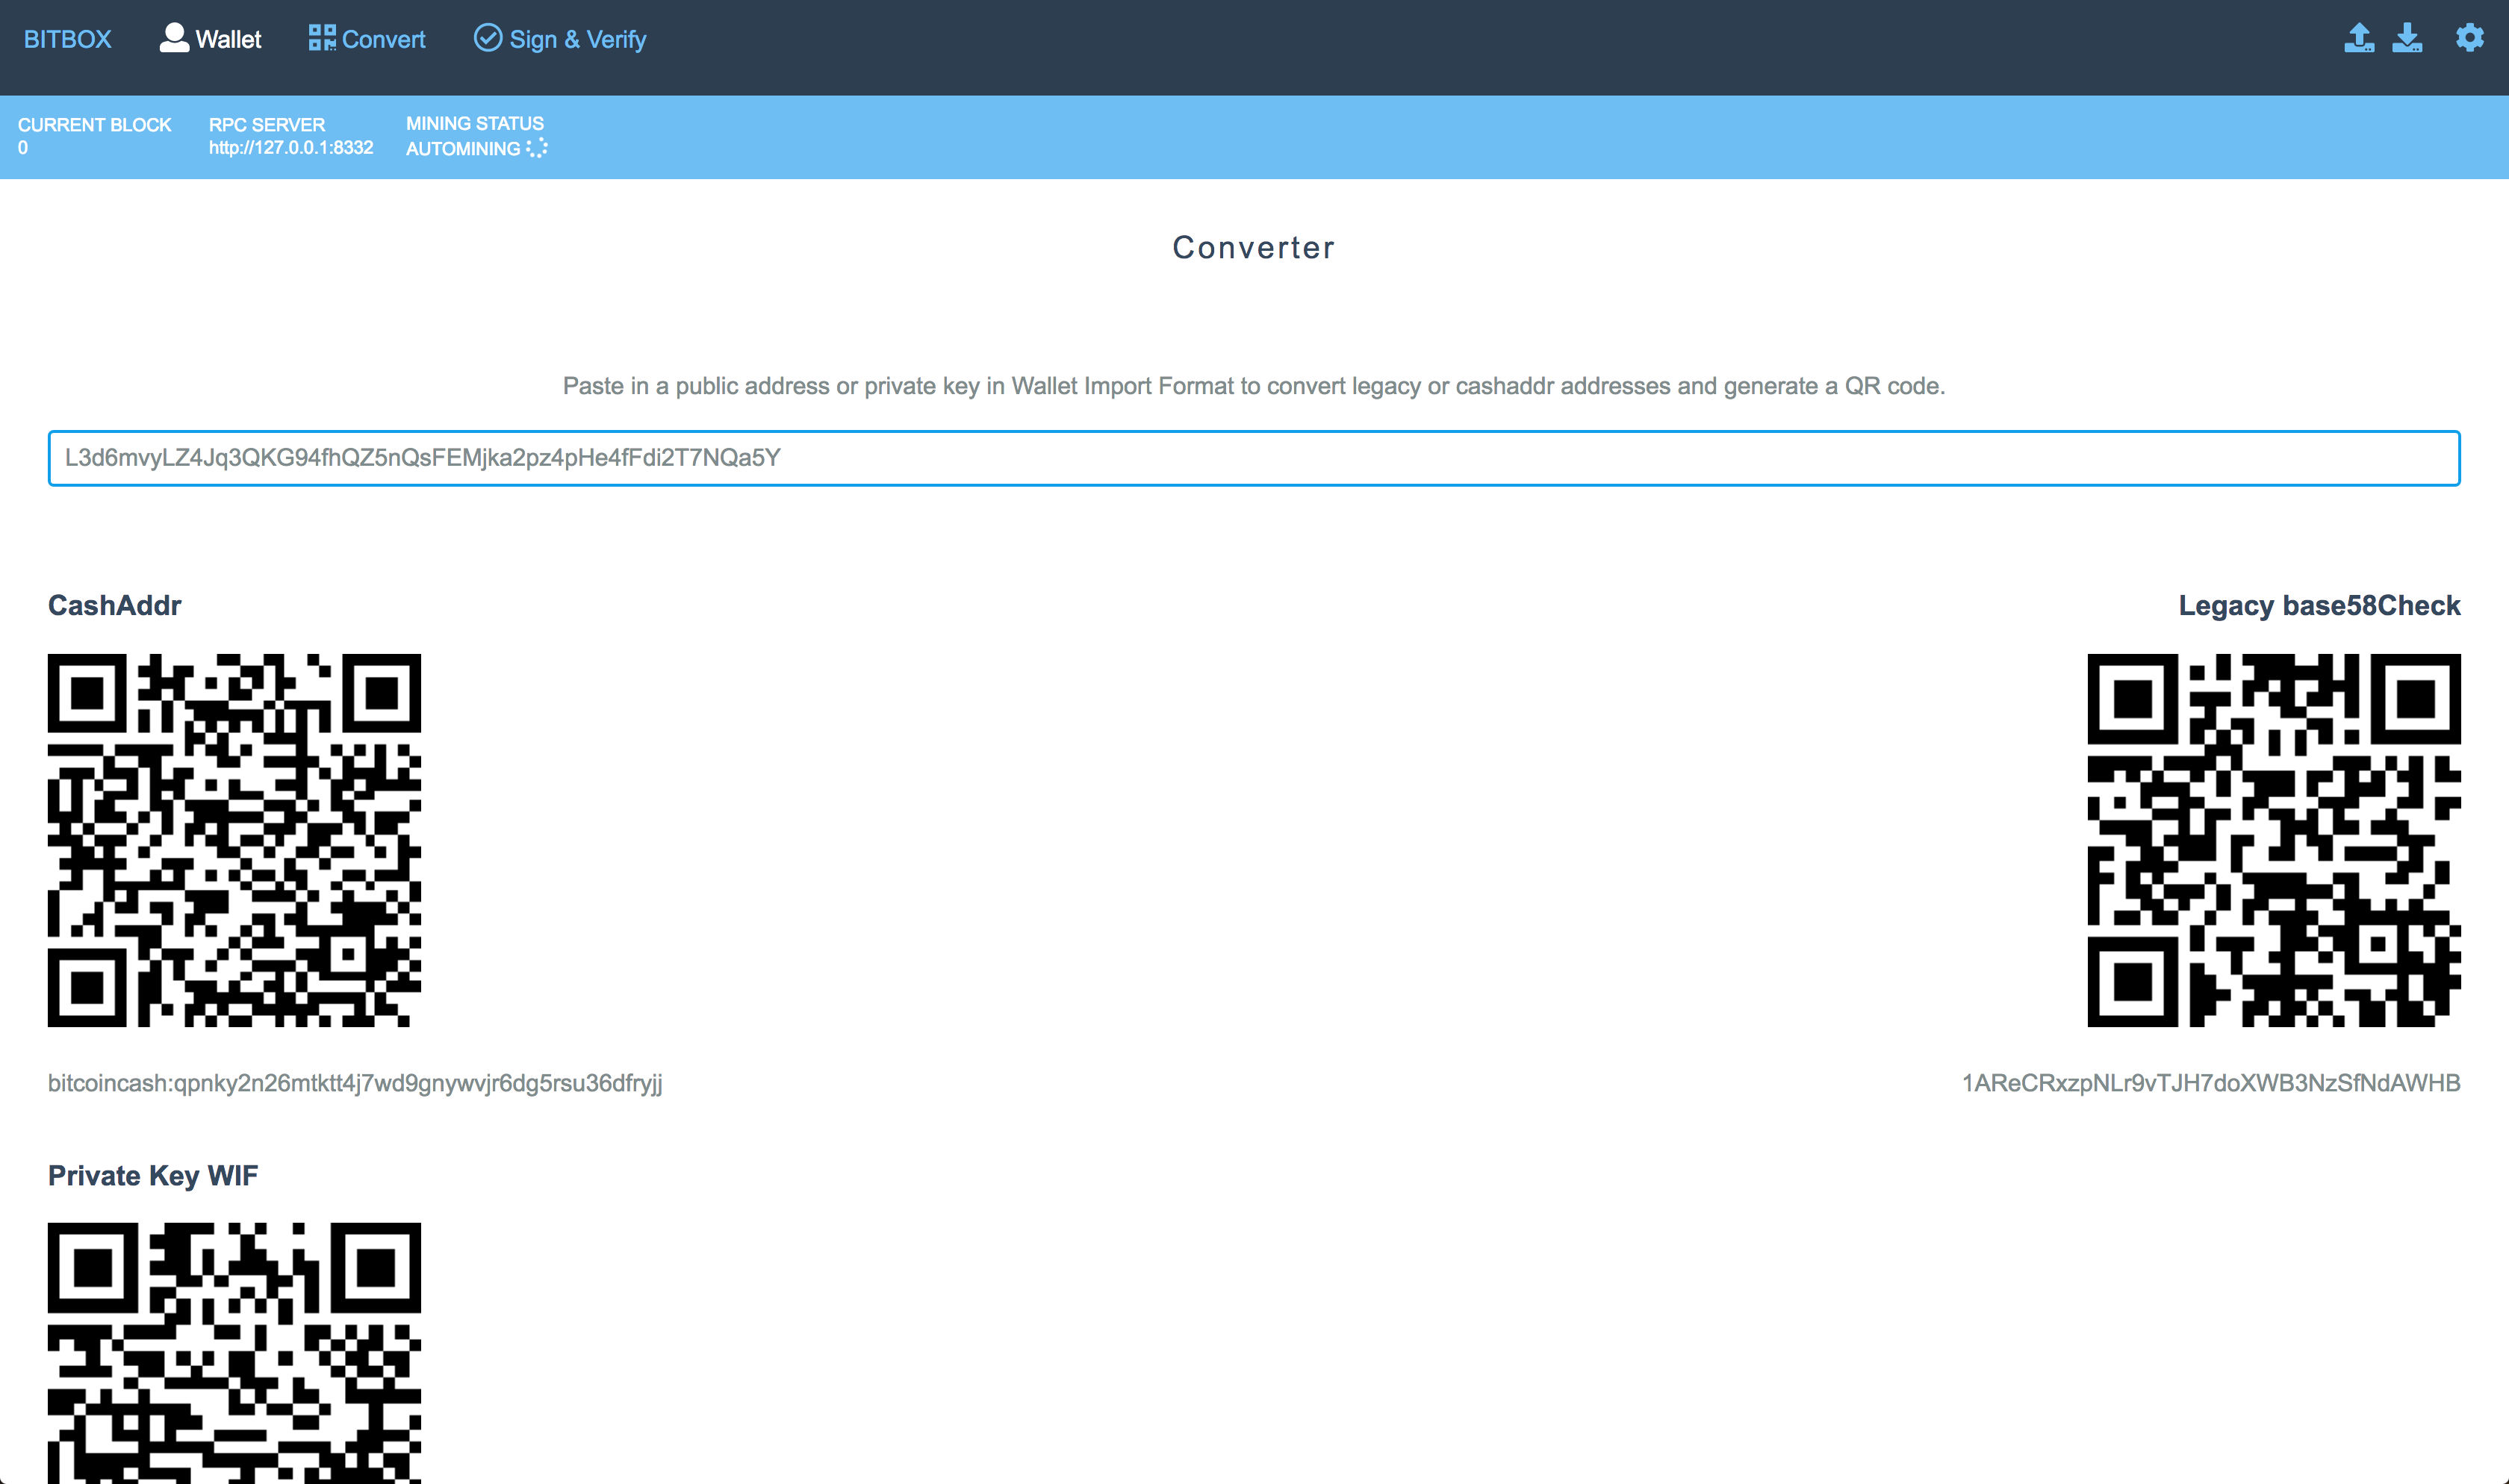 BITBOX Wallet Convert Sign & Verify
CURRENT BLOCK RPC SERVER MINING STATUS
0 http://127.0.0.1:8332 AUTOMINING
Converter
Paste in a public address or private key in Wallet Import Format to convert legacy or cashaddr addresses and generate a QR code.
L3d6mvyLZ4Jq3QKG94fhQZ5nQsFEMjka2pz4pHe4fFdi2T7NQa5Y
CashAddr Legacy base58Check
bitcoincash:qpnky2n26mtktt4j7wd9gnywvjr6dg5rsu36dfryjj 1AReCRxzpNLr9vTJH7doXWB3NzSfNdAWHB
Private Key WIF